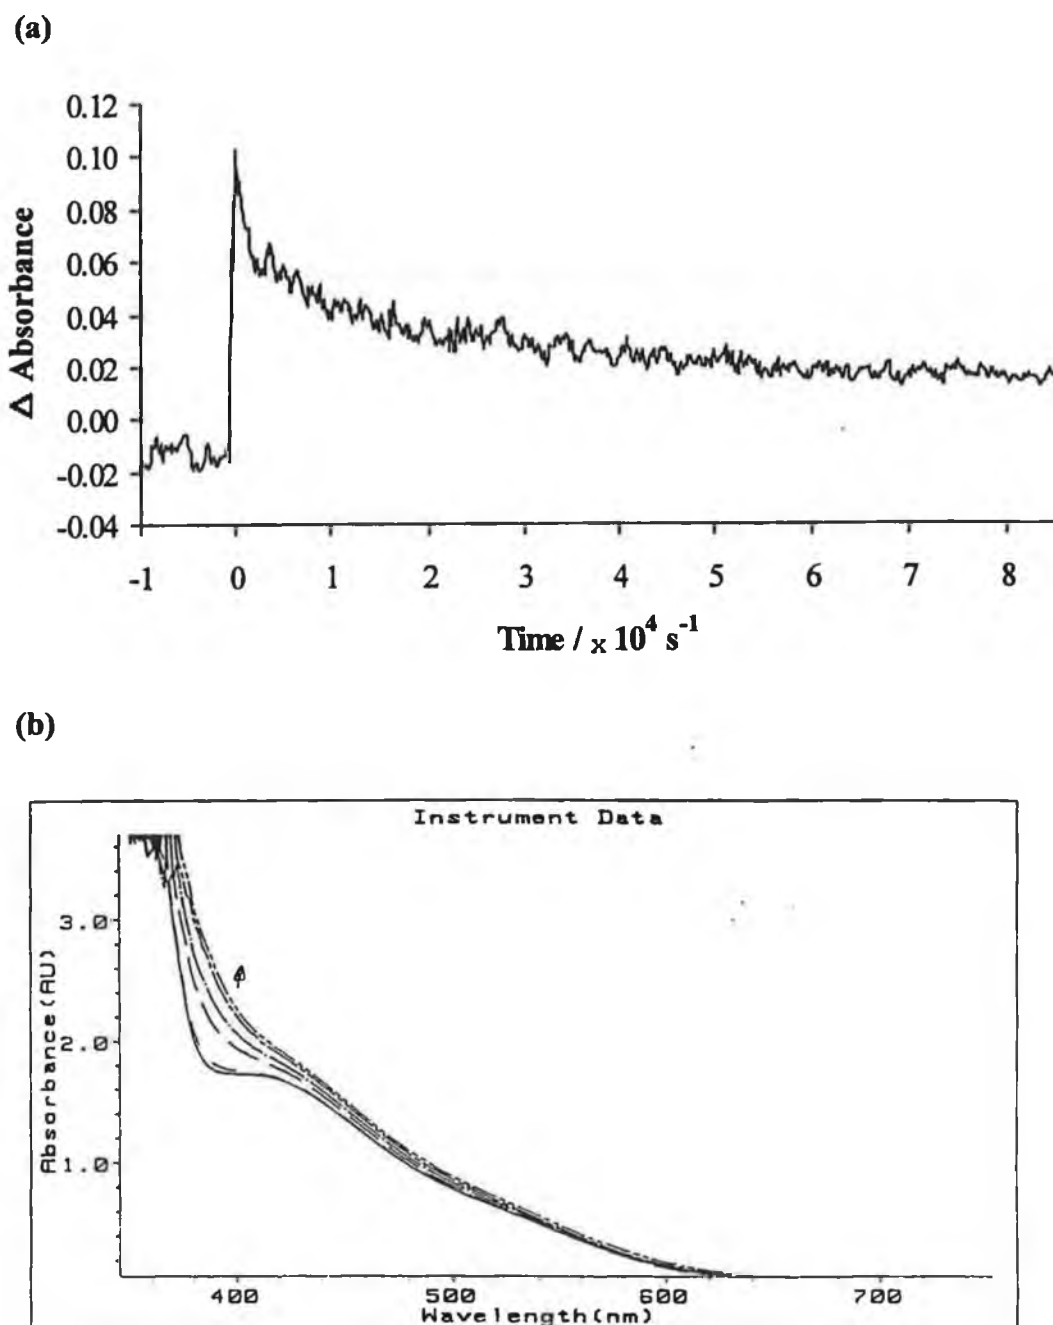 (a)
0.12
0.10
0.08
0.06
0.04
0.02
0.00
-0.02
-0.04
Δ Absorbance
-1 0 1 2 3 4 5 6 7 8
Time / x 10⁴ s⁻¹
(b)
Instrument Data
3.0
2.0
1.0
Absorbance(AU)
400 500 600 700
Wavelength(nm)